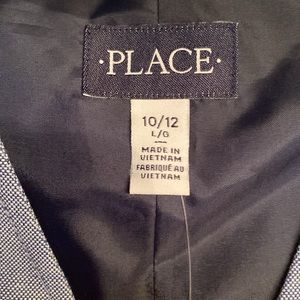 ·PLACE·
10/12
L/G
MADE IN
VIETNAM
FABRIQUÉ AU
VIETNAM